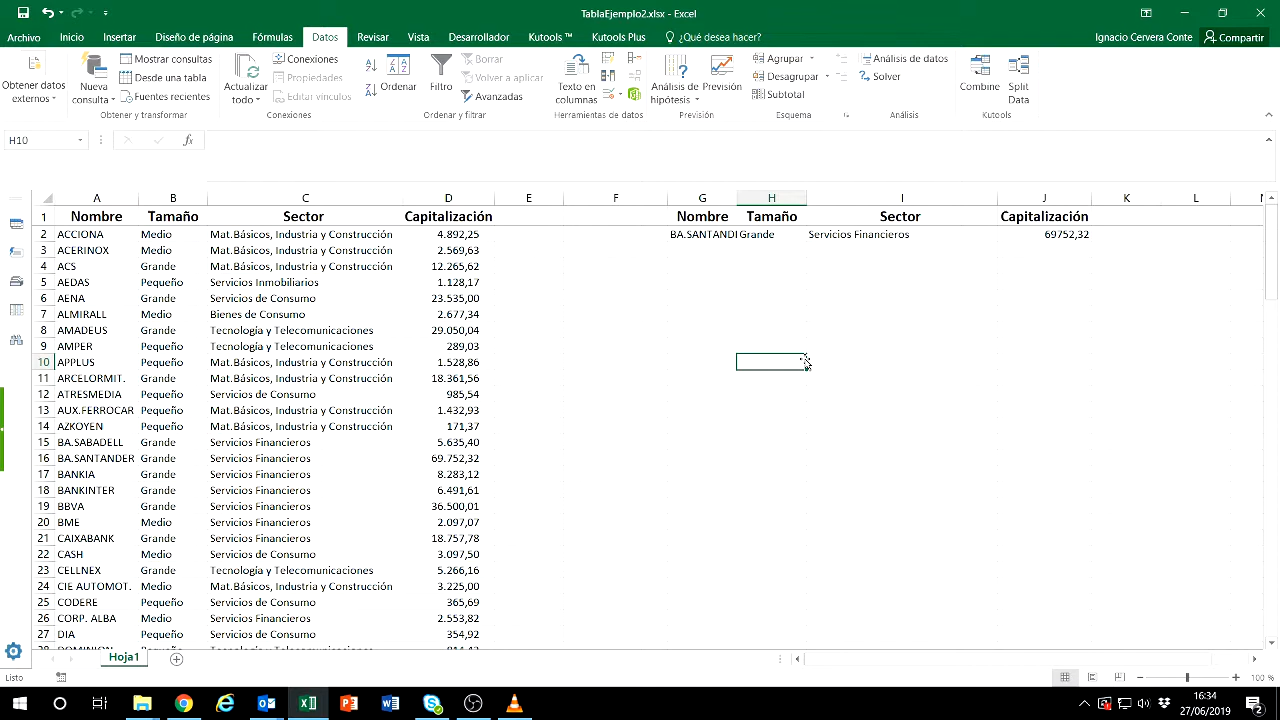 TablaEjemplo2.xlsx - Excel
Archivo Inicio Insertar Diseño de página Fórmulas Datos Revisar Vista Desarrollador Kutools ™ Kutools Plus ¿Qué desea hacer? Ignacio Cervera Conte Compartir
Obtener datos externos
Nueva consulta
Mostrar consultas
Desde una tabla
Fuentes recientes
Obtener y transformar
Actualizar todo
Conexiones
Propiedades
Editar vínculos
Conexiones
Ordenar
Filtro
Borrar
Volver a aplicar
Avanzadas
Ordenar y filtrar
Texto en columnas
Herramientas de datos
Análisis de hipótesis
Previsión
Previsión
Agrupar
Desagrupar
Subtotal
Esquema
Análisis de datos
Solver
Análisis
Combine
Split Data
Kutools
H10 fx
A B C D E F G H I J K L
1 Nombre Tamaño Sector Capitalización Nombre Tamaño Sector Capitalización
2 ACCIONA Medio Mat.Básicos, Industria y Construcción 4.892,25 BA.SANTANDI Grande Servicios Financieros 69752,32
3 ACERINOX Medio Mat.Básicos, Industria y Construcción 2.569,63
4 ACS Grande Mat.Básicos, Industria y Construcción 12.265,62
5 AEDAS Pequeño Servicios Inmobiliarios 1.128,17
6 AENA Grande Servicios de Consumo 23.535,00
7 ALMIRALL Medio Bienes de Consumo 2.677,34
8 AMADEUS Grande Tecnología y Telecomunicaciones 29.050,04
9 AMPER Pequeño Tecnología y Telecomunicaciones 289,03
10 APPLUS Pequeño Mat.Básicos, Industria y Construcción 1.528,86
11 ARCELORMIT. Grande Mat.Básicos, Industria y Construcción 18.361,56
12 ATRESMEDIA Pequeño Servicios de Consumo 985,54
13 AUX.FERROCAR Pequeño Mat.Básicos, Industria y Construcción 1.432,93
14 AZKOYEN Pequeño Mat.Básicos, Industria y Construcción 171,37
15 BA.SABADELL Grande Servicios Financieros 5.635,40
16 BA.SANTANDER Grande Servicios Financieros 69.752,32
17 BANKIA Grande Servicios Financieros 8.283,12
18 BANKINTER Grande Servicios Financieros 6.491,61
19 BBVA Grande Servicios Financieros 36.500,01
20 BME Medio Servicios Financieros 2.097,07
21 CAIXABANK Grande Servicios Financieros 18.757,78
22 CASH Medio Servicios de Consumo 3.097,50
23 CELLNEX Grande Tecnología y Telecomunicaciones 5.266,16
24 CIE AUTOMOT. Medio Mat.Básicos, Industria y Construcción 3.225,00
25 CODERE Pequeño Servicios de Consumo 365,69
26 CORP. ALBA Medio Servicios Financieros 2.553,82
27 DIA Pequeño Servicios de Consumo 354,92
Hoja1
Listo 100 %
16:34
27/06/2019